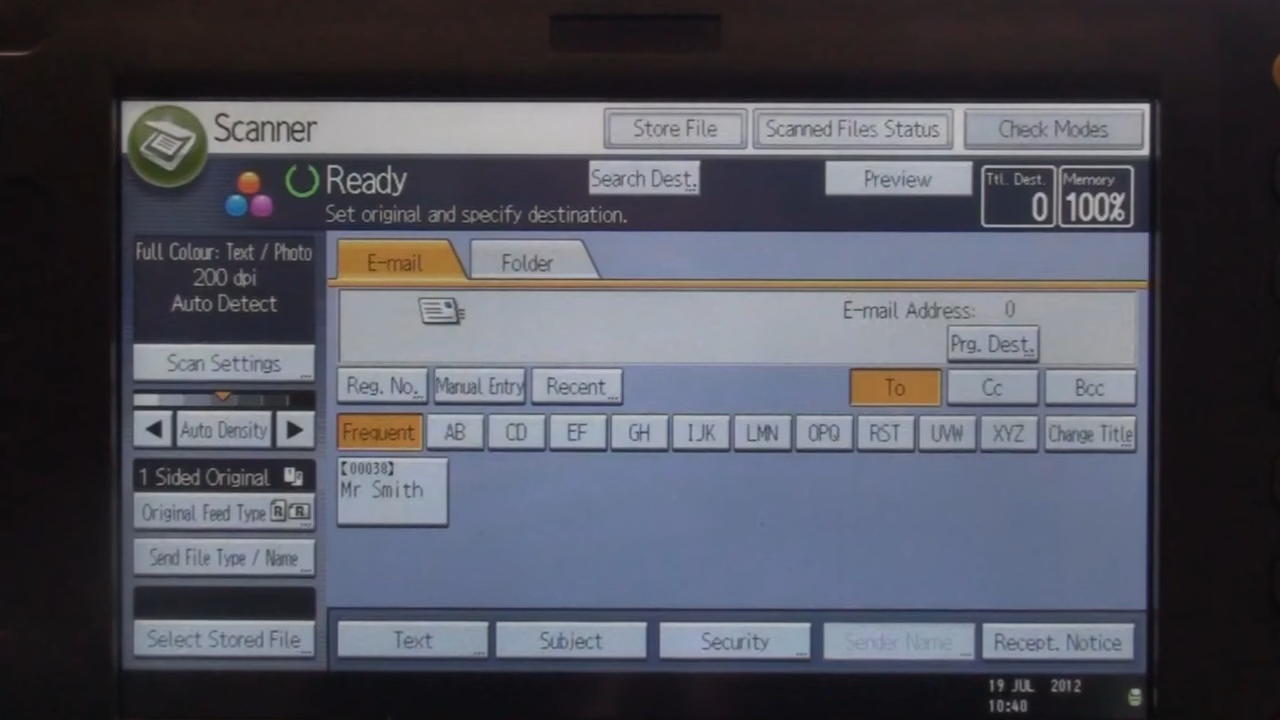 Scanner
Store File
Scanned Files Status
Check Modes
Ready
Search Dest.
Preview
Ttl. Dest.
0
Memory
100%
Set original and specify destination.
Full Colour: Text / Photo
200 dpi
Auto Detect
Scan Settings
Auto Density
1 Sided Original
Original Feed Type
Send File Type / Name
Select Stored File
E-mail
Folder
E-mail Address: 0
Prg. Dest.
Reg. No.
Manual Entry
Recent
To
Cc
Bcc
Frequent
AB
CD
EF
GH
IJK
LMN
OPQ
RST
UVW
XYZ
Change Title
【00038】
Mr Smith
Text
Subject
Security
Sender Name
Recept. Notice
19 JUL 2012
10:40